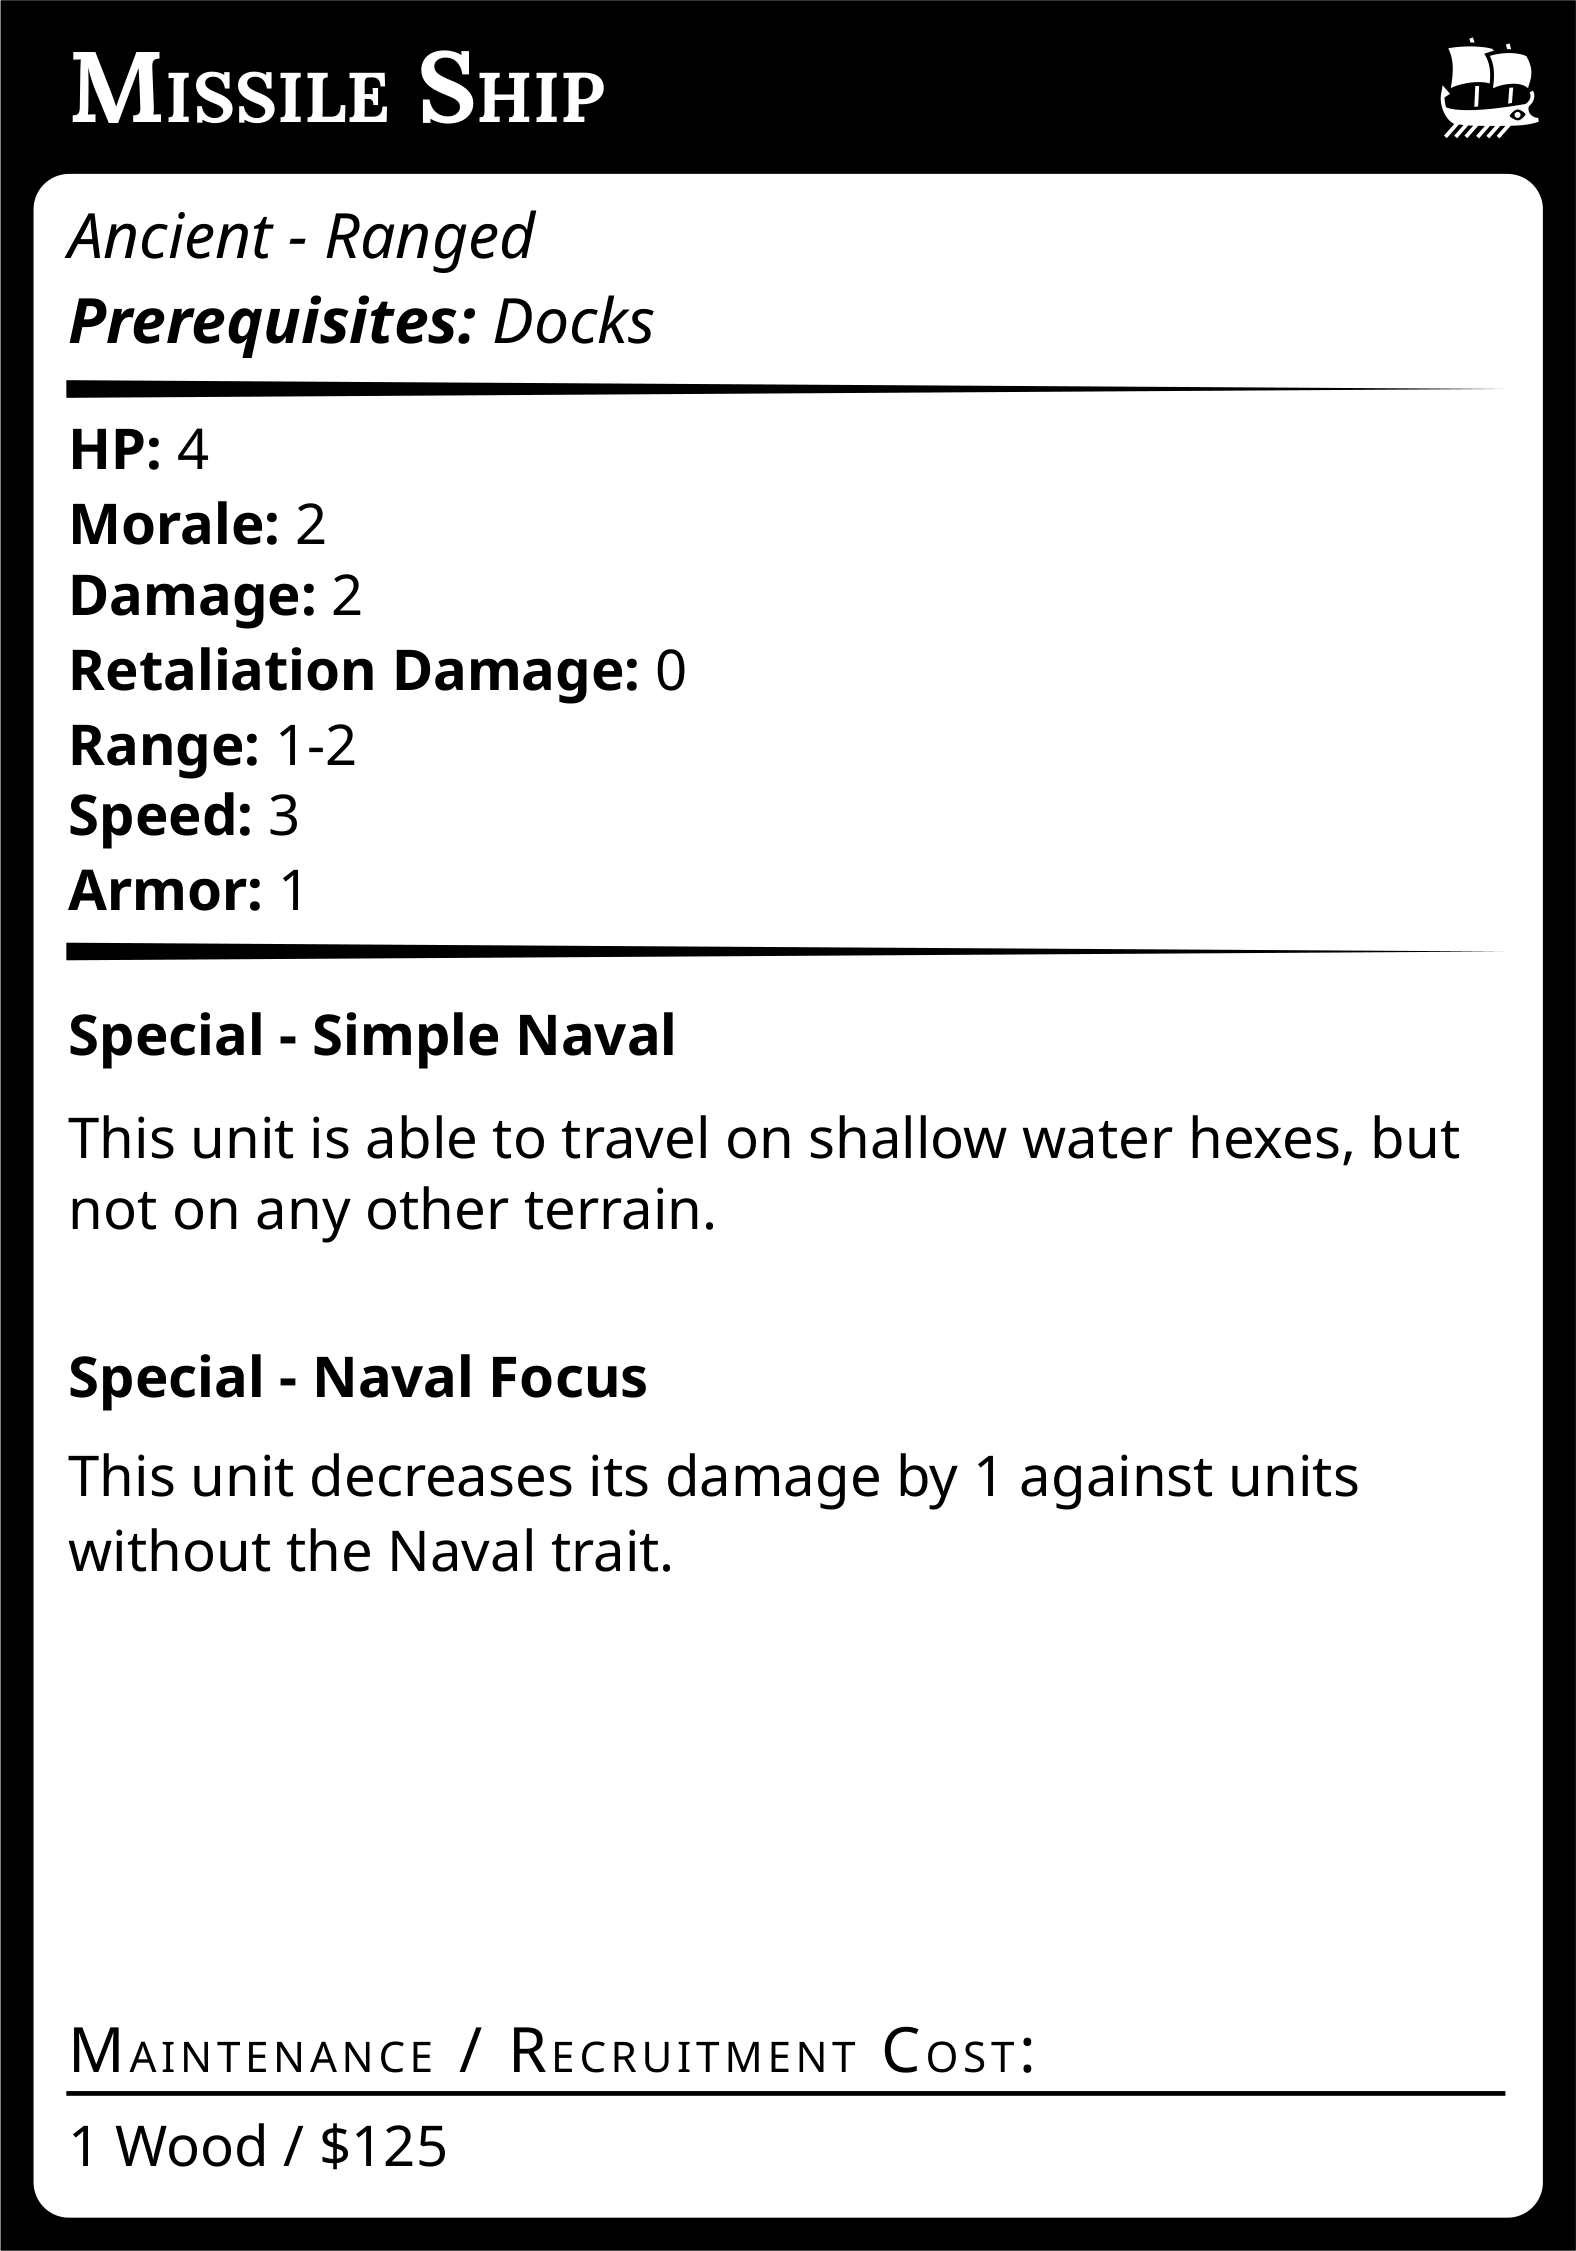 Missile Ship
Ancient - Ranged
Prerequisites: Docks
HP: 4
Morale: 2
Damage: 2
Retaliation Damage: 0
Range: 1-2
Speed: 3
Armor: 1
Special - Simple Naval
This unit is able to travel on shallow water hexes, but
not on any other terrain.
Special - Naval Focus
This unit decreases its damage by 1 against units
without the Naval trait.
Maintenance / Recruitment Cost:
1 Wood / $125